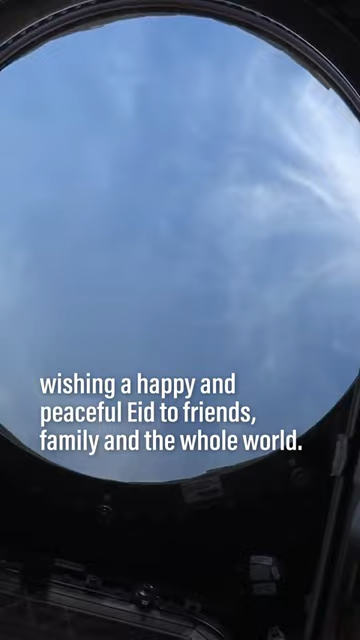 wishing a happy and
peaceful Eid to friends,
family and the whole world.